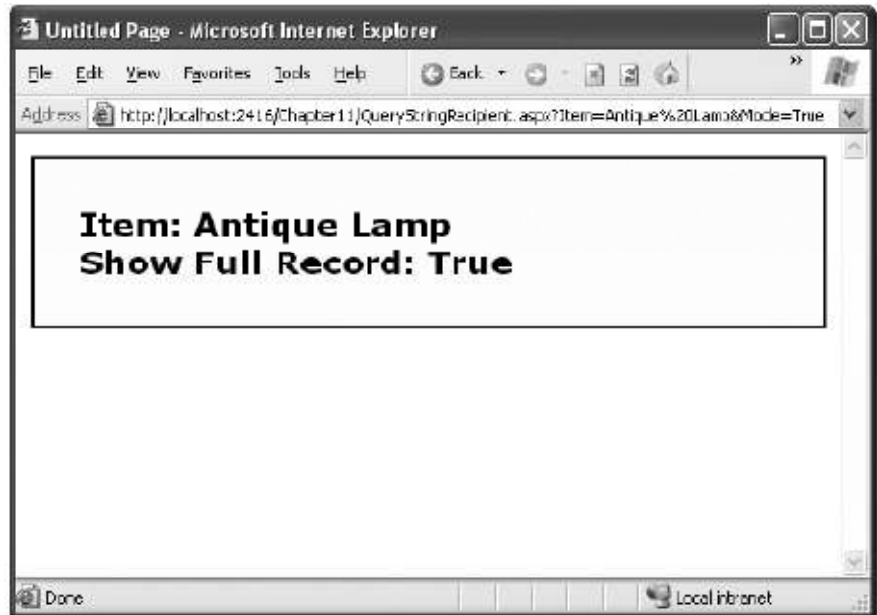 Untitled Page - Microsoft Internet Explorer
File Edit View Favorites Tools Help Back »
Address http://localhost:2416/Chapter11/QueryStringRecipient.aspx?Item=Antique%20Lamp&Mode=True
Item: Antique Lamp
Show Full Record: True
Done Local intranet